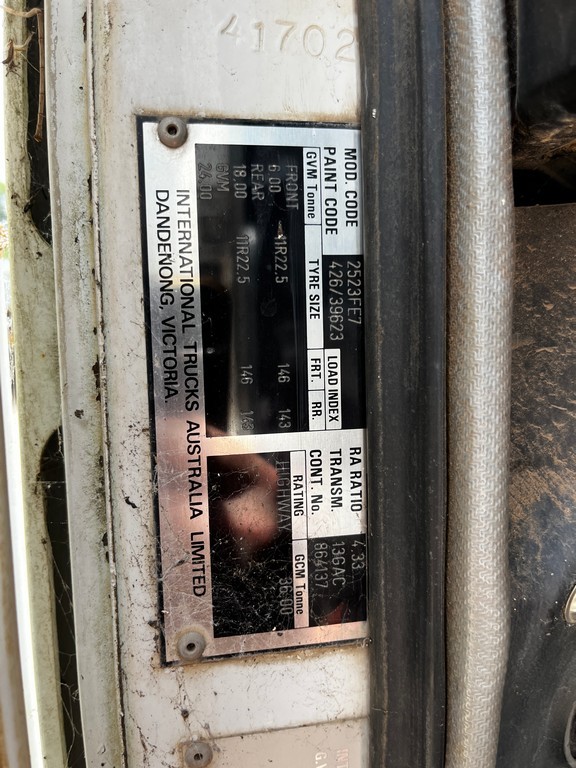 41702
MOD. CODE 2523FE7 RA RATIO 4.33
PAINT CODE 426/39623 TRANSM. 13GAC
GVM Tonne TYRE SIZE LOAD INDEX FRT. RR. CONT. No. 864137
RATING GCM Tonne
FRONT HIGHWAY 36.00
6.00 11R22.5 146 143
REAR
18.00 11R22.5 146 143
GVM
24.00
INTERNATIONAL TRUCKS AUSTRALIA LIMITED
DANDENONG, VICTORIA.